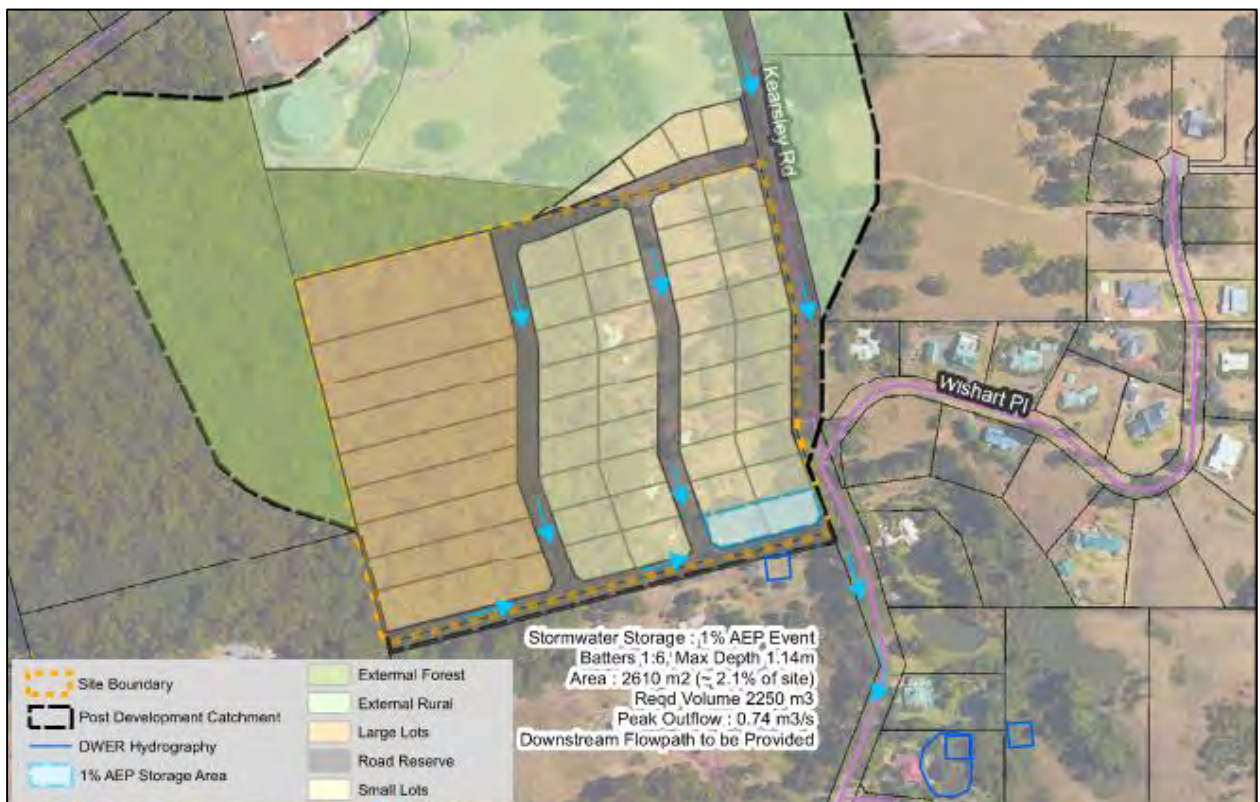 Kearsley Rd
Wishart Pl
Stormwater Storage : 1% AEP Event
Batters 1:6, Max Depth 1.14m
Area : 2610 m2 (~ 2.1% of site)
Reqd Volume 2250 m3
Peak Outflow : 0.74 m3/s
Downstream Flowpath to be Provided
Site Boundary
Post Development Catchment
DWER Hydrography
1% AEP Storage Area
External Forest
External Rural
Large Lots
Road Reserve
Small Lots